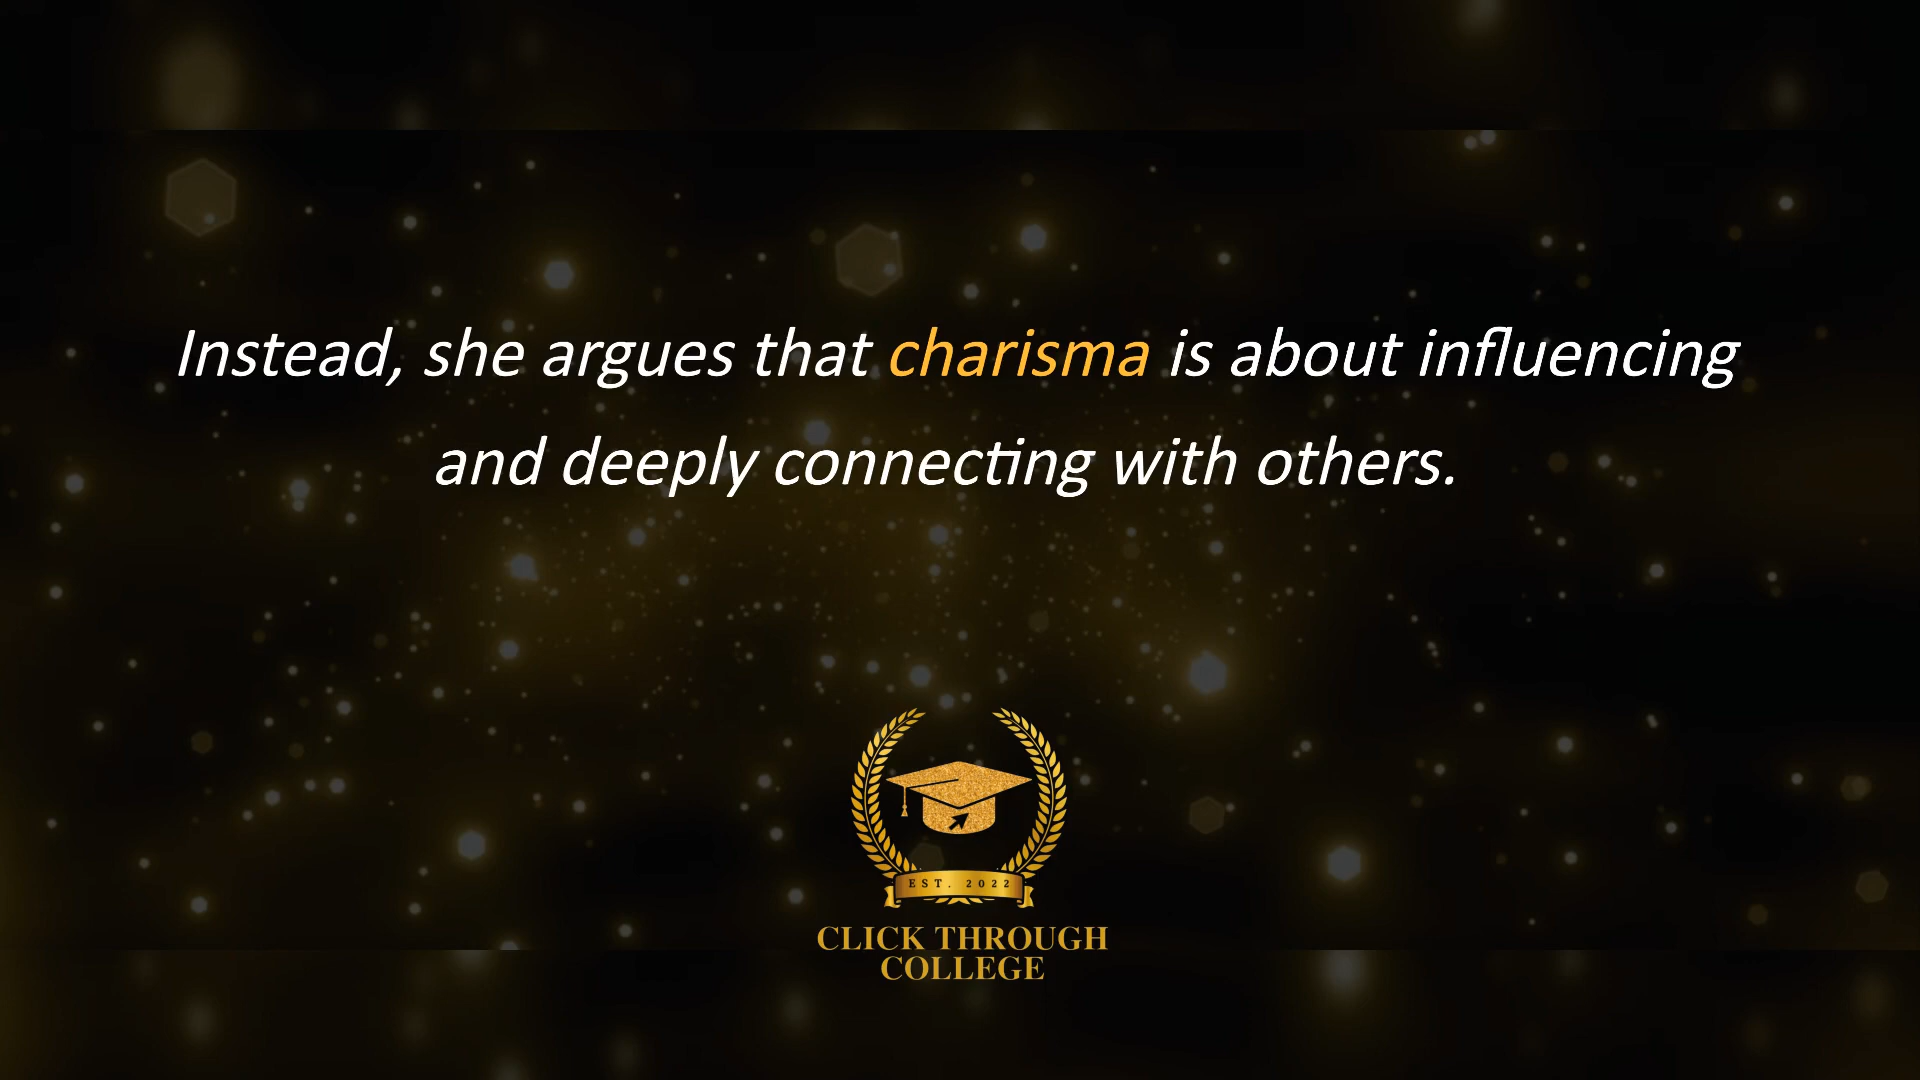 Instead, she argues that charisma is about influencing
and deeply connecting with others.
EST. 2022
CLICK THROUGH
COLLEGE